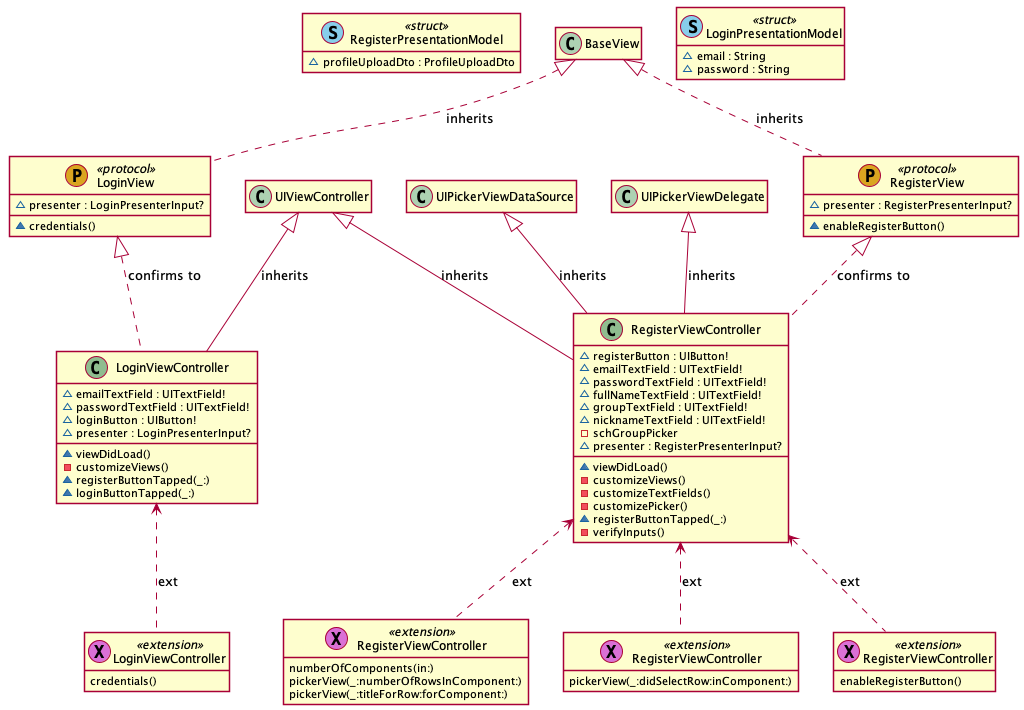 S
«struct»
RegisterPresentationModel
profileUploadDto : ProfileUploadDto
C
BaseView
S
«struct»
LoginPresentationModel
email : String
password : String
inherits
inherits
P
«protocol»
LoginView
presenter : LoginPresenterInput?
credentials()
C
UIViewController
C
UIPickerViewDataSource
C
UIPickerViewDelegate
P
«protocol»
RegisterView
presenter : RegisterPresenterInput?
enableRegisterButton()
confirms to
inherits
inherits
inherits
inherits
confirms to
C
LoginViewController
emailTextField : UITextField!
passwordTextField : UITextField!
loginButton : UIButton!
presenter : LoginPresenterInput?
viewDidLoad()
customizeViews()
registerButtonTapped(_:)
loginButtonTapped(_:)
C
RegisterViewController
registerButton : UIButton!
emailTextField : UITextField!
passwordTextField : UITextField!
fullNameTextField : UITextField!
groupTextField : UITextField!
nicknameTextField : UITextField!
schGroupPicker
presenter : RegisterPresenterInput?
viewDidLoad()
customizeViews()
customizeTextFields()
customizePicker()
registerButtonTapped(_:)
verifyInputs()
ext
ext
ext
ext
X
«extension»
LoginViewController
credentials()
X
«extension»
RegisterViewController
numberOfComponents(in:)
pickerView(_:numberOfRowsInComponent:)
pickerView(_:titleForRow:forComponent:)
X
«extension»
RegisterViewController
pickerView(_:didSelectRow:inComponent:)
X
«extension»
RegisterViewController
enableRegisterButton()